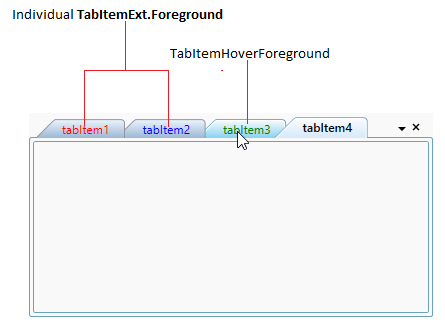 Individual TabItemExt.Foreground
TabItemHoverForeground
tabItem1 tabItem2 tabItem3 tabItem4